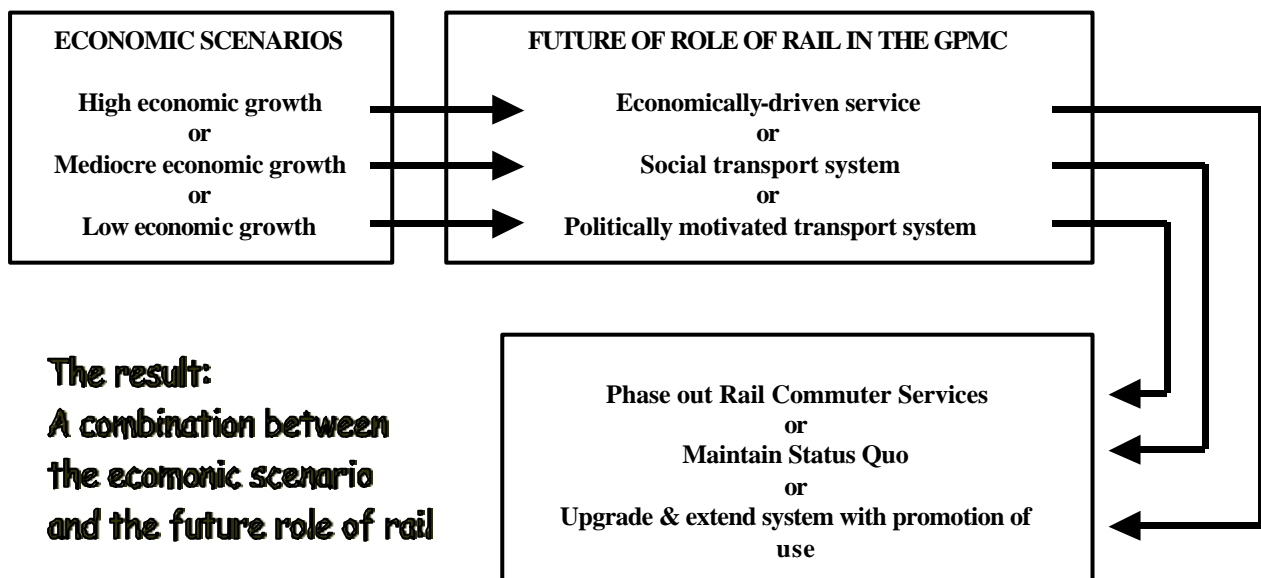 ECONOMIC SCENARIOS
High economic growth
or
Mediocre economic growth
or
Low economic growth
FUTURE OF ROLE OF RAIL IN THE GPMC
Economically-driven service
or
Social transport system
or
Politically motivated transport system
The result:
A combination between
the ecomonic scenario
and the future role of rail
Phase out Rail Commuter Services
or
Maintain Status Quo
or
Upgrade & extend system with promotion of
use